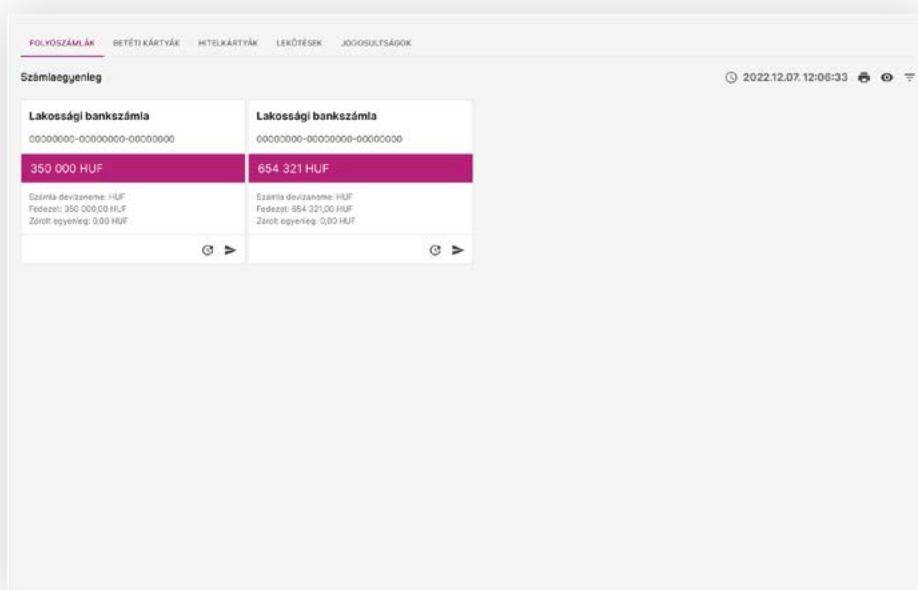 FOLYÓSZÁMLÁK BETÉTI KÁRTYÁK HITELKÁRTYÁK LEKÖTÉSEK JOGOSULTSÁGOK
Számlaegyenleg 2022.12.07. 12:06:33
Lakossági bankszámla Lakossági bankszámla
00000000-00000000-00000000 00000000-00000000-00000000
350 000 HUF 654 321 HUF
Számla devizaneme: HUF Számla devizaneme: HUF
Fedezet: 350 000,00 HUF Fedezet: 654 321,00 HUF
Zárolt egyenleg: 0,00 HUF Zárolt egyenleg: 0,00 HUF